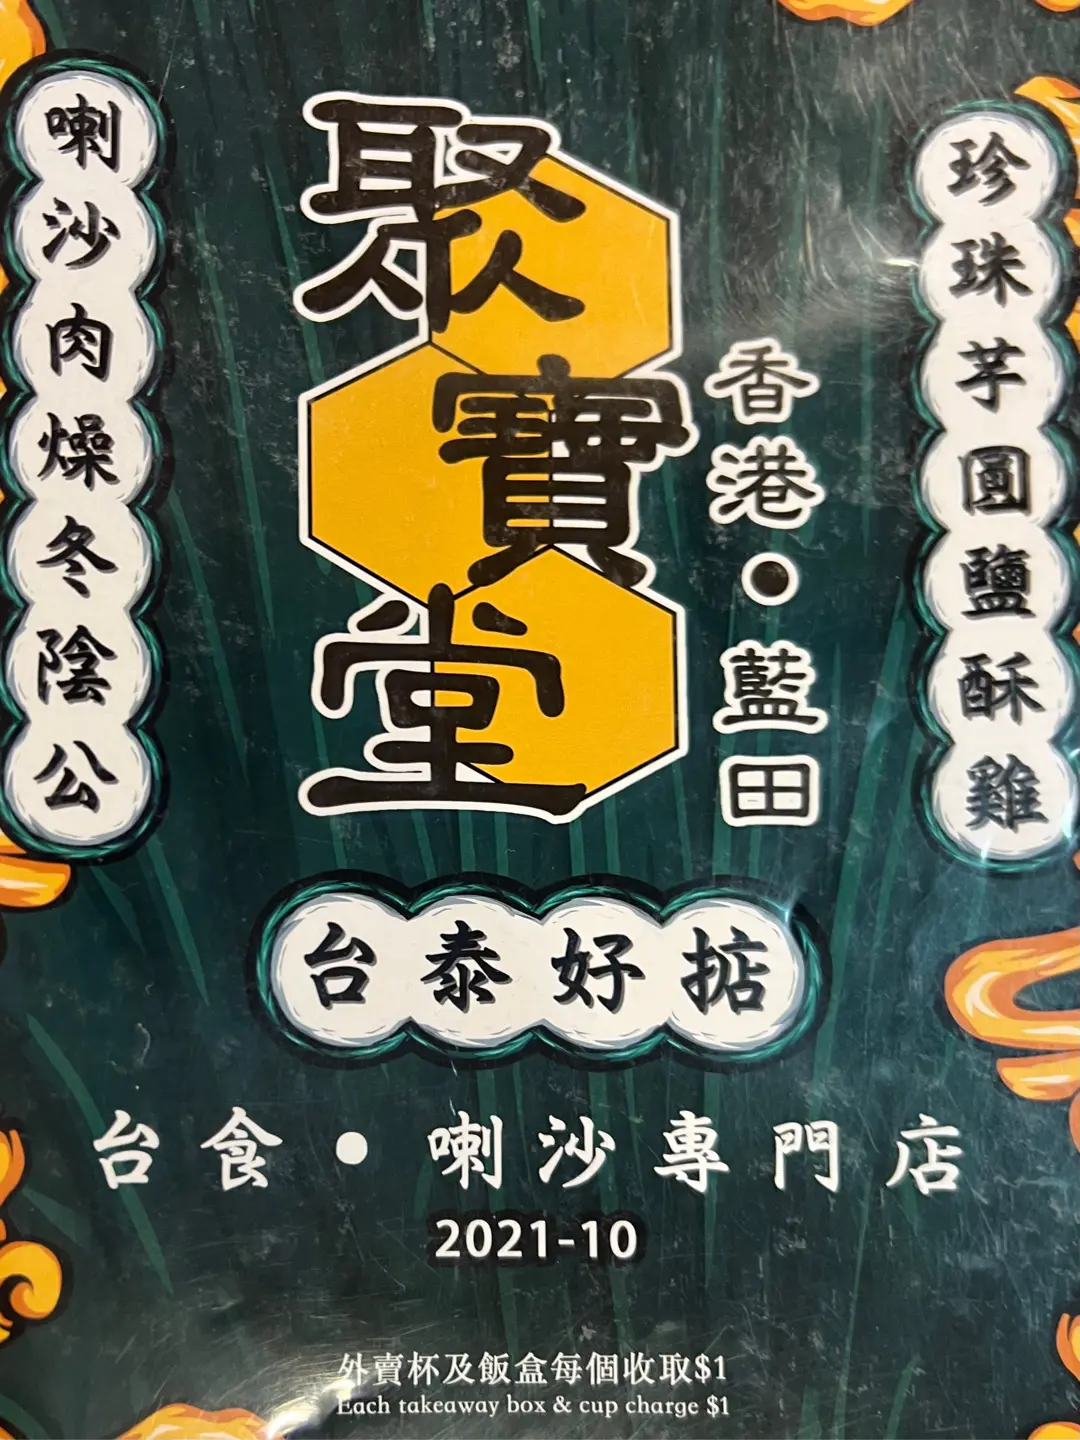 喇沙肉燥冬陰公
聚寶堂
香港•藍田
珍珠芋圓鹽酥雞
台泰好掂
台食•喇沙專門店
2021-10
外賣杯及飯盒每個收取$1
Each takeaway box & cup charge $1